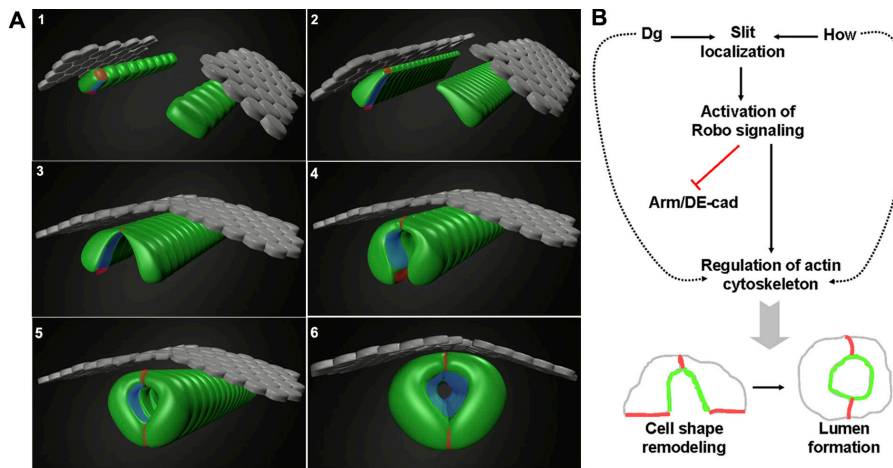 A
1
2
3
4
5
6
B
Dg
Slit
localization
How
Activation of
Robo signaling
Arm/DE-cad
Regulation of actin
cytoskeleton
Cell shape
remodeling
Lumen
formation